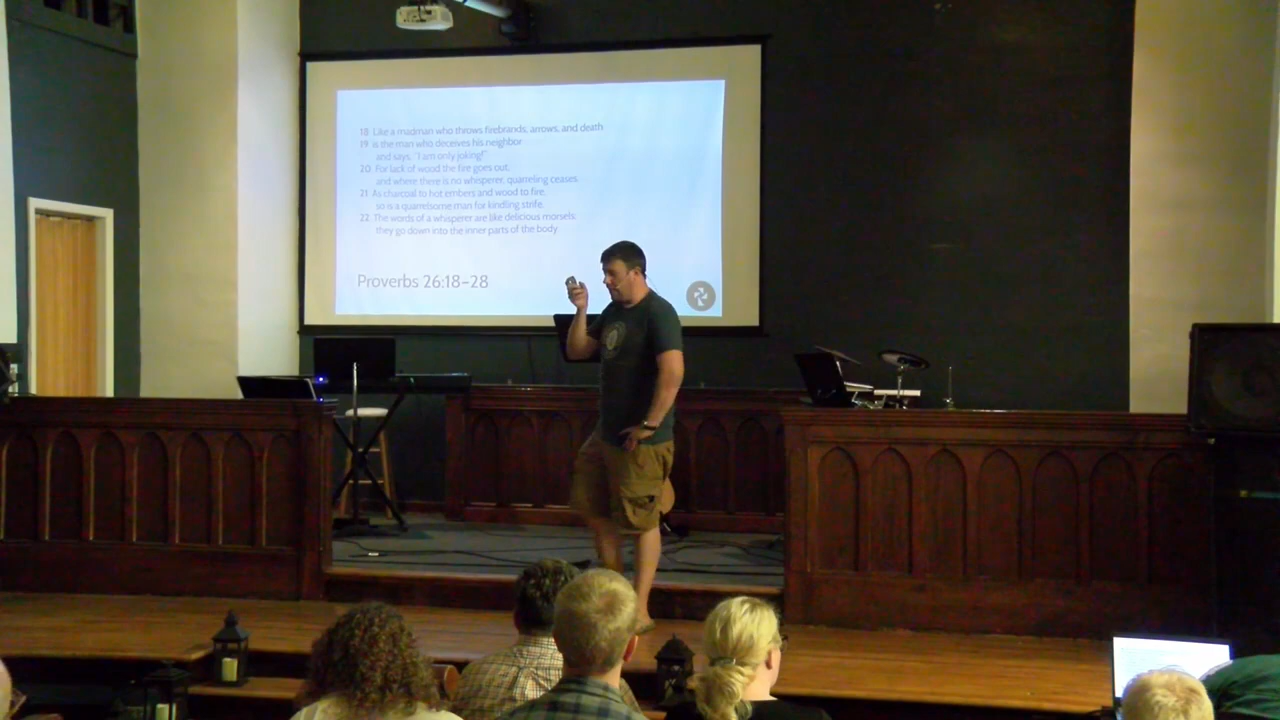 18 Like a madman who throws firebrands, arrows, and death
19 is the man who deceives his neighbor
and says, "I am only joking!"
20 For lack of wood the fire goes out,
and where there is no whisperer, quarreling ceases.
21 As charcoal to hot embers and wood to fire,
so is a quarrelsome man for kindling strife.
22 The words of a whisperer are like delicious morsels;
they go down into the inner parts of the body
Proverbs 26:18-28